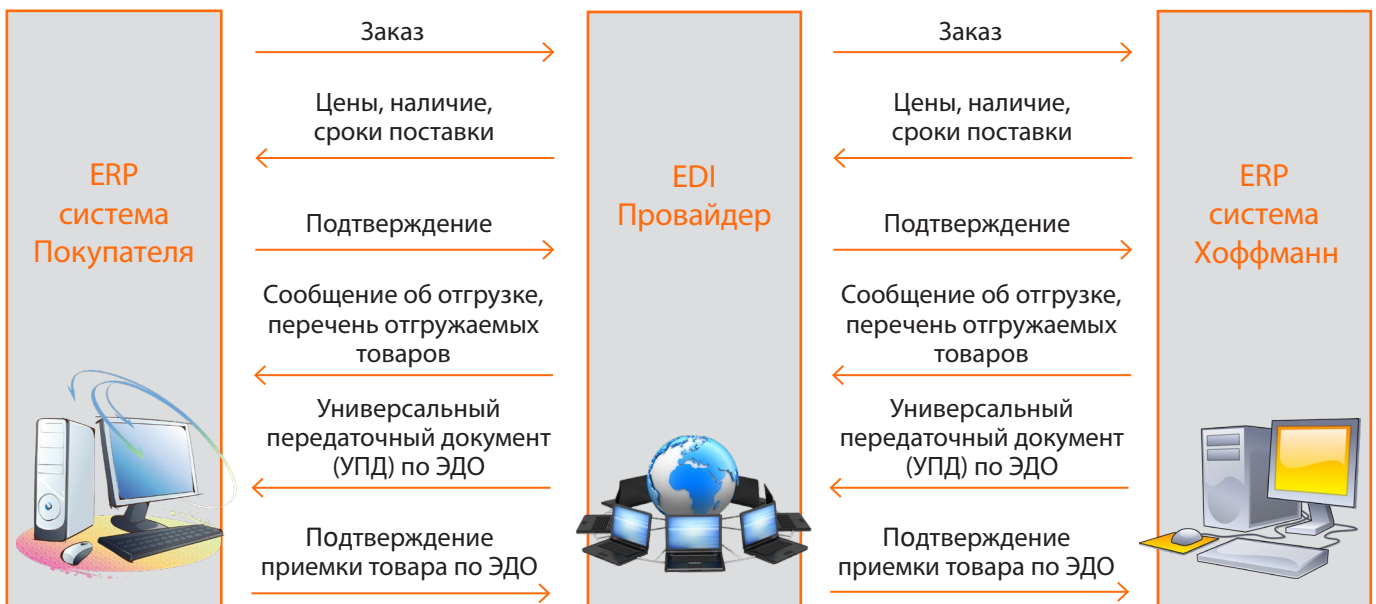 Заказ
Заказ
Цены, наличие,
сроки поставки
Цены, наличие,
сроки поставки
ERP
система
Покупателя
EDI
Провайдер
ERP
система
Хоффманн
Подтверждение
Подтверждение
Сообщение об отгрузке,
перечень отгружаемых
товаров
Сообщение об отгрузке,
перечень отгружаемых
товаров
Универсальный
передаточный документ
(УПД) по ЭДО
Универсальный
передаточный документ
(УПД) по ЭДО
Подтверждение
приемки товара по ЭДО
Подтверждение
приемки товара по ЭДО